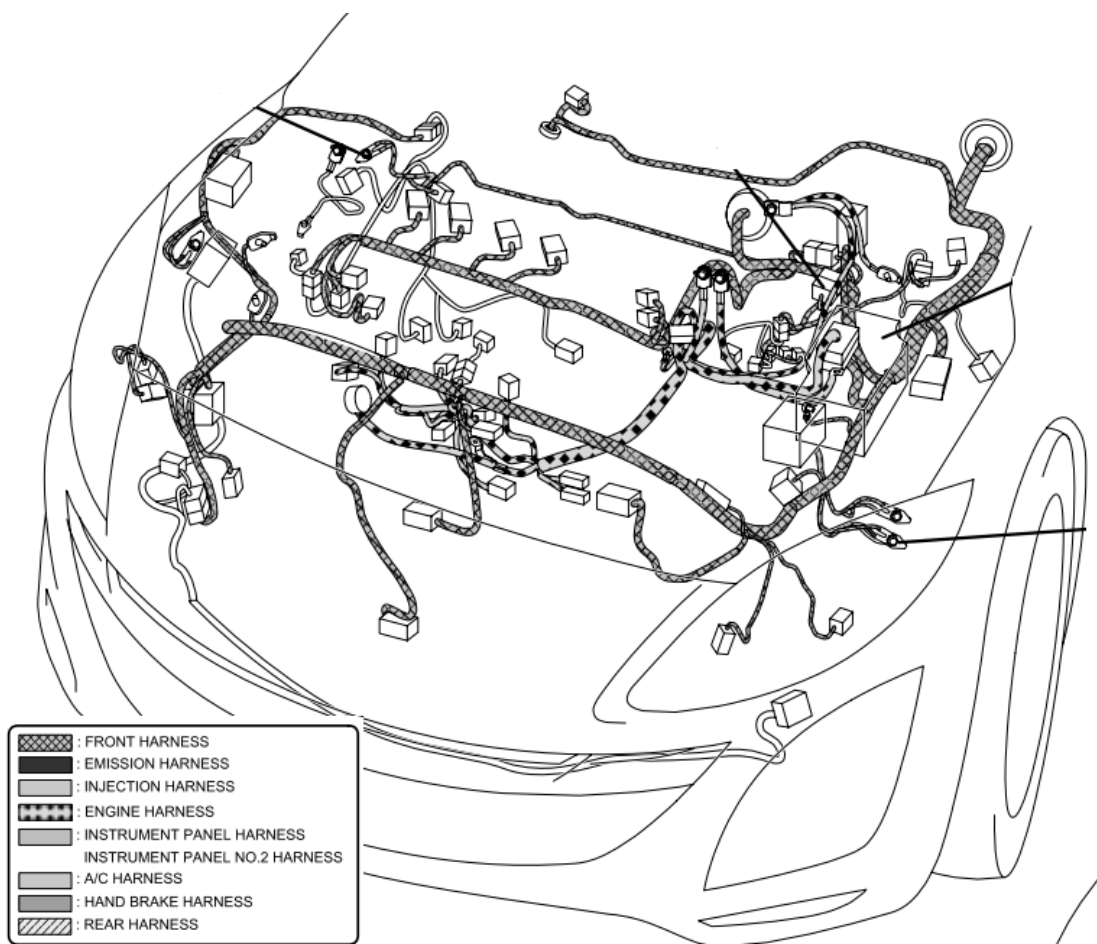 : FRONT HARNESS
: EMISSION HARNESS
: INJECTION HARNESS
: ENGINE HARNESS
: INSTRUMENT PANEL HARNESS
INSTRUMENT PANEL NO.2 HARNESS
: A/C HARNESS
: HAND BRAKE HARNESS
: REAR HARNESS